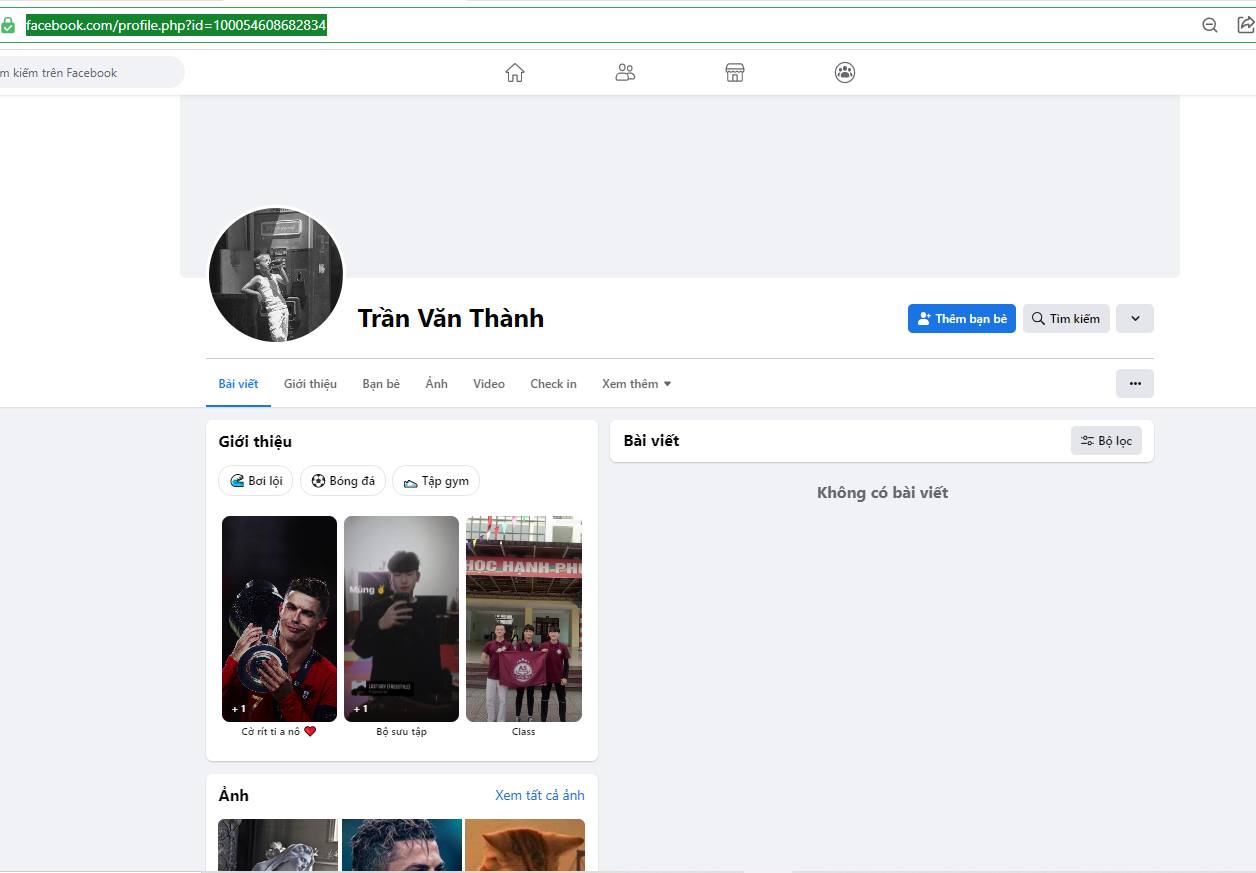 facebook.com/profile.php?id=100054608682834
m kiếm trên Facebook
Trần Văn Thành
Thêm bạn bè
Tìm kiếm
Bài viết
Giới thiệu
Bạn bè
Ảnh
Video
Check in
Xem thêm
Giới thiệu
Bơi lội
Bóng đá
Tập gym
Mùng ✌
HỌC HẠNH PH
+ 1
+ 1
Cờ rít ti a nô ❤
Bộ sưu tập
Class
Ảnh
Xem tất cả ảnh
Bài viết
Bộ lọc
Không có bài viết